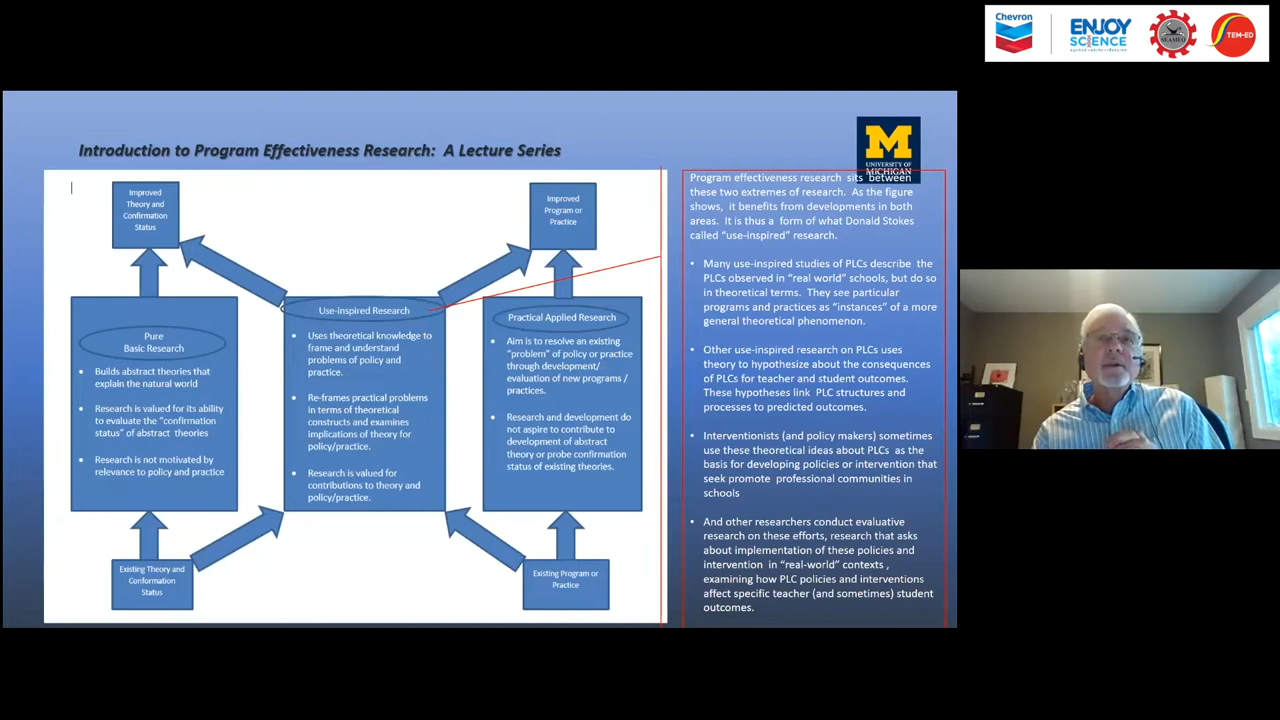 Chevron
ENJOY
SCIENCE
SEAMEO
STEM-ED
Introduction to Program Effectiveness Research: A Lecture Series
M
UNIVERSITY OF
MICHIGAN
Improved
Theory and
Confirmation
Status
Improved
Program or
Practice
Pure
Basic Research
• Builds abstract theories that
explain the natural world
• Research is valued for its ability
to evaluate the “confirmation
status” of abstract theories
• Research is not motivated by
relevance to policy and practice
Use-inspired Research
• Uses theoretical knowledge to
frame and understand
problems of policy and
practice.
• Re-frames practical problems
in terms of theoretical
constructs and examines
implications of theory for
policy/practice.
• Research is valued for
contributions to theory and
policy/practice.
Practical Applied Research
• Aim is to resolve an existing
“problem” of policy or practice
through development/
evaluation of new programs /
practices.
• Research and development do
not aspire to contribute to
development of abstract
theory or probe confirmation
status of existing theories.
Existing Theory and
Conformation
Status
Existing Program or
Practice
Program effectiveness research sits between
these two extremes of research. As the figure
shows, it benefits from developments in both
areas. It is thus a form of what Donald Stokes
called “use-inspired” research.
• Many use-inspired studies of PLCs describe the
PLCs observed in “real world” schools, but do so
in theoretical terms. They see particular
programs and practices as “instances” of a more
general theoretical phenomenon.
• Other use-inspired research on PLCs uses
theory to hypothesize about the consequences
of PLCs for teacher and student outcomes.
These hypotheses link PLC structures and
processes to predicted outcomes.
• Interventionists (and policy makers) sometimes
use these theoretical ideas about PLCs as the
basis for developing policies or intervention that
seek promote professional communities in
schools
• And other researchers conduct evaluative
research on these efforts, research that asks
about implementation of these policies and
intervention in “real-world” contexts ,
examining how PLC policies and interventions
affect specific teacher (and sometimes) student
outcomes.